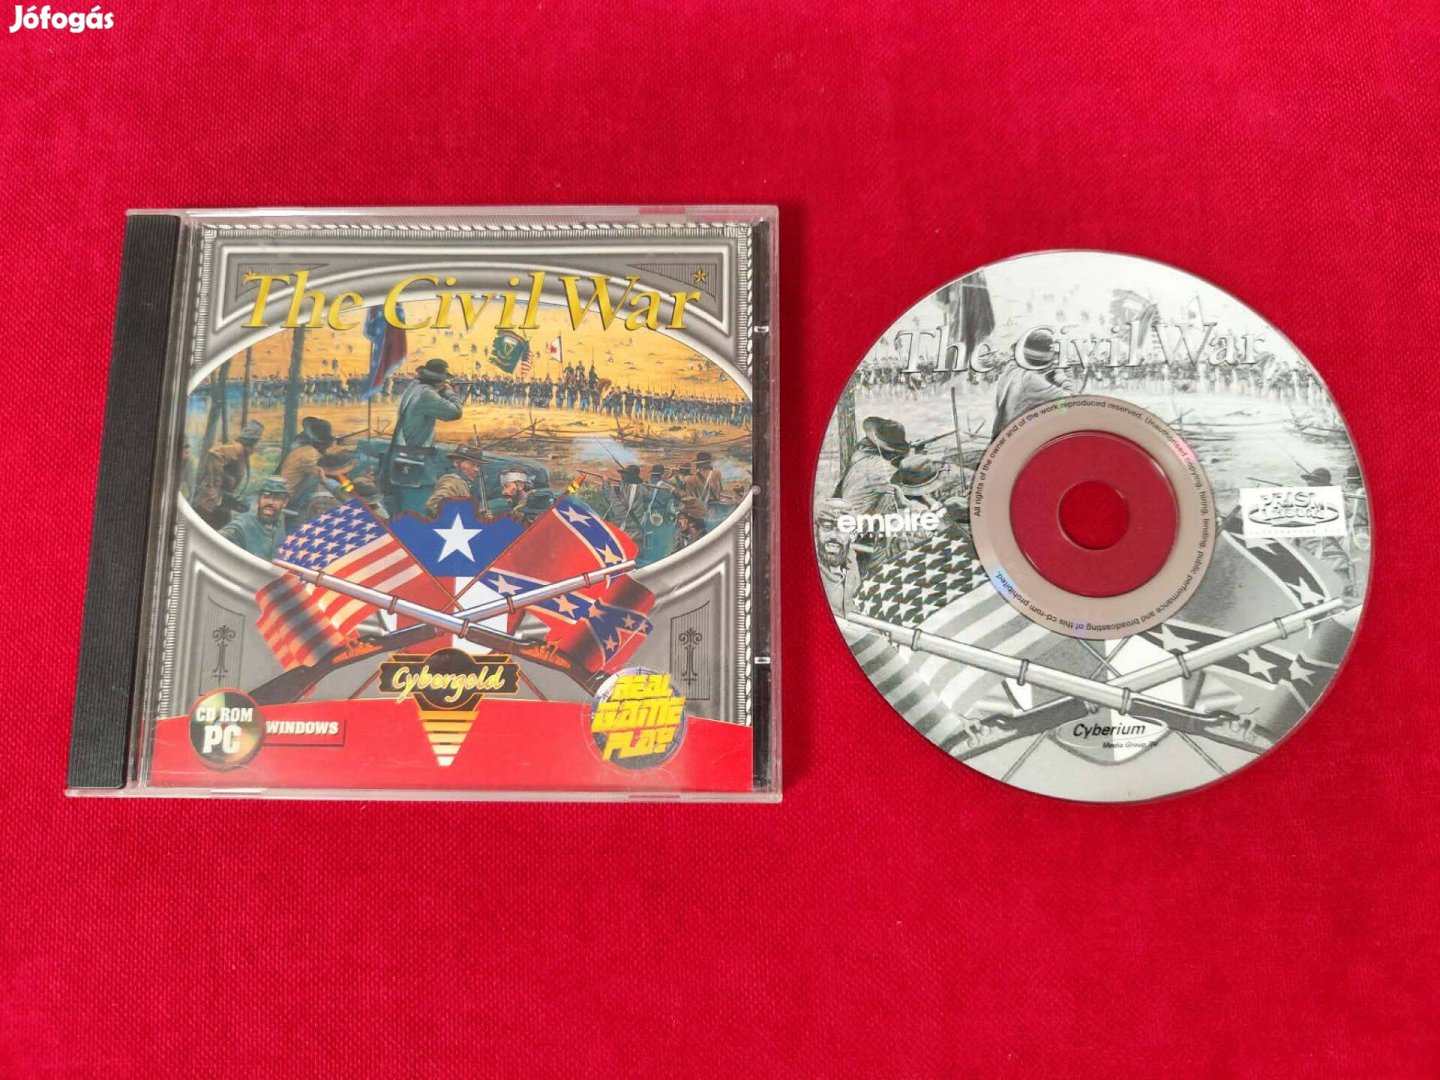 Jófogás
The Civil War
Cybergold
CD ROM
PC
WINDOWS
REAL
GAME
PLAY
The Civil War
All rights of the owner and of the work reproduced reserved. Unauthorised copying, hiring, lending, public performance and broadcasting of this cd-rom prohibited.
empire
Cyberium
Media Group